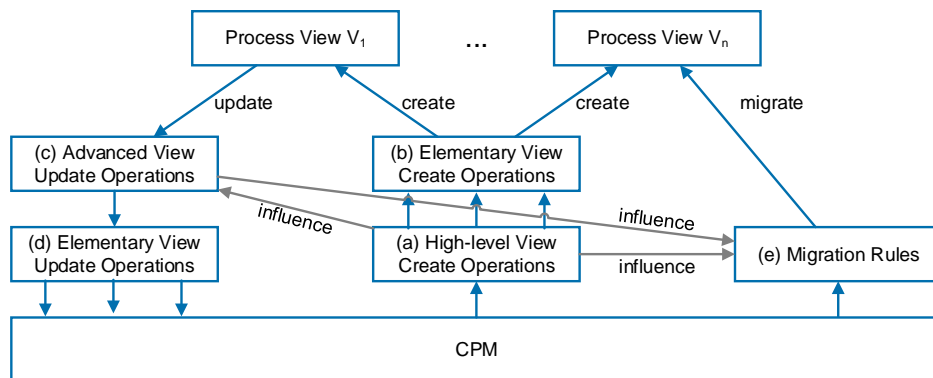 Process View V1
...
Process View Vn
update
create
create
migrate
(c) Advanced View
Update Operations
(b) Elementary View
Create Operations
influence
influence
(d) Elementary View
Update Operations
(a) High-level View
Create Operations
influence
(e) Migration Rules
CPM